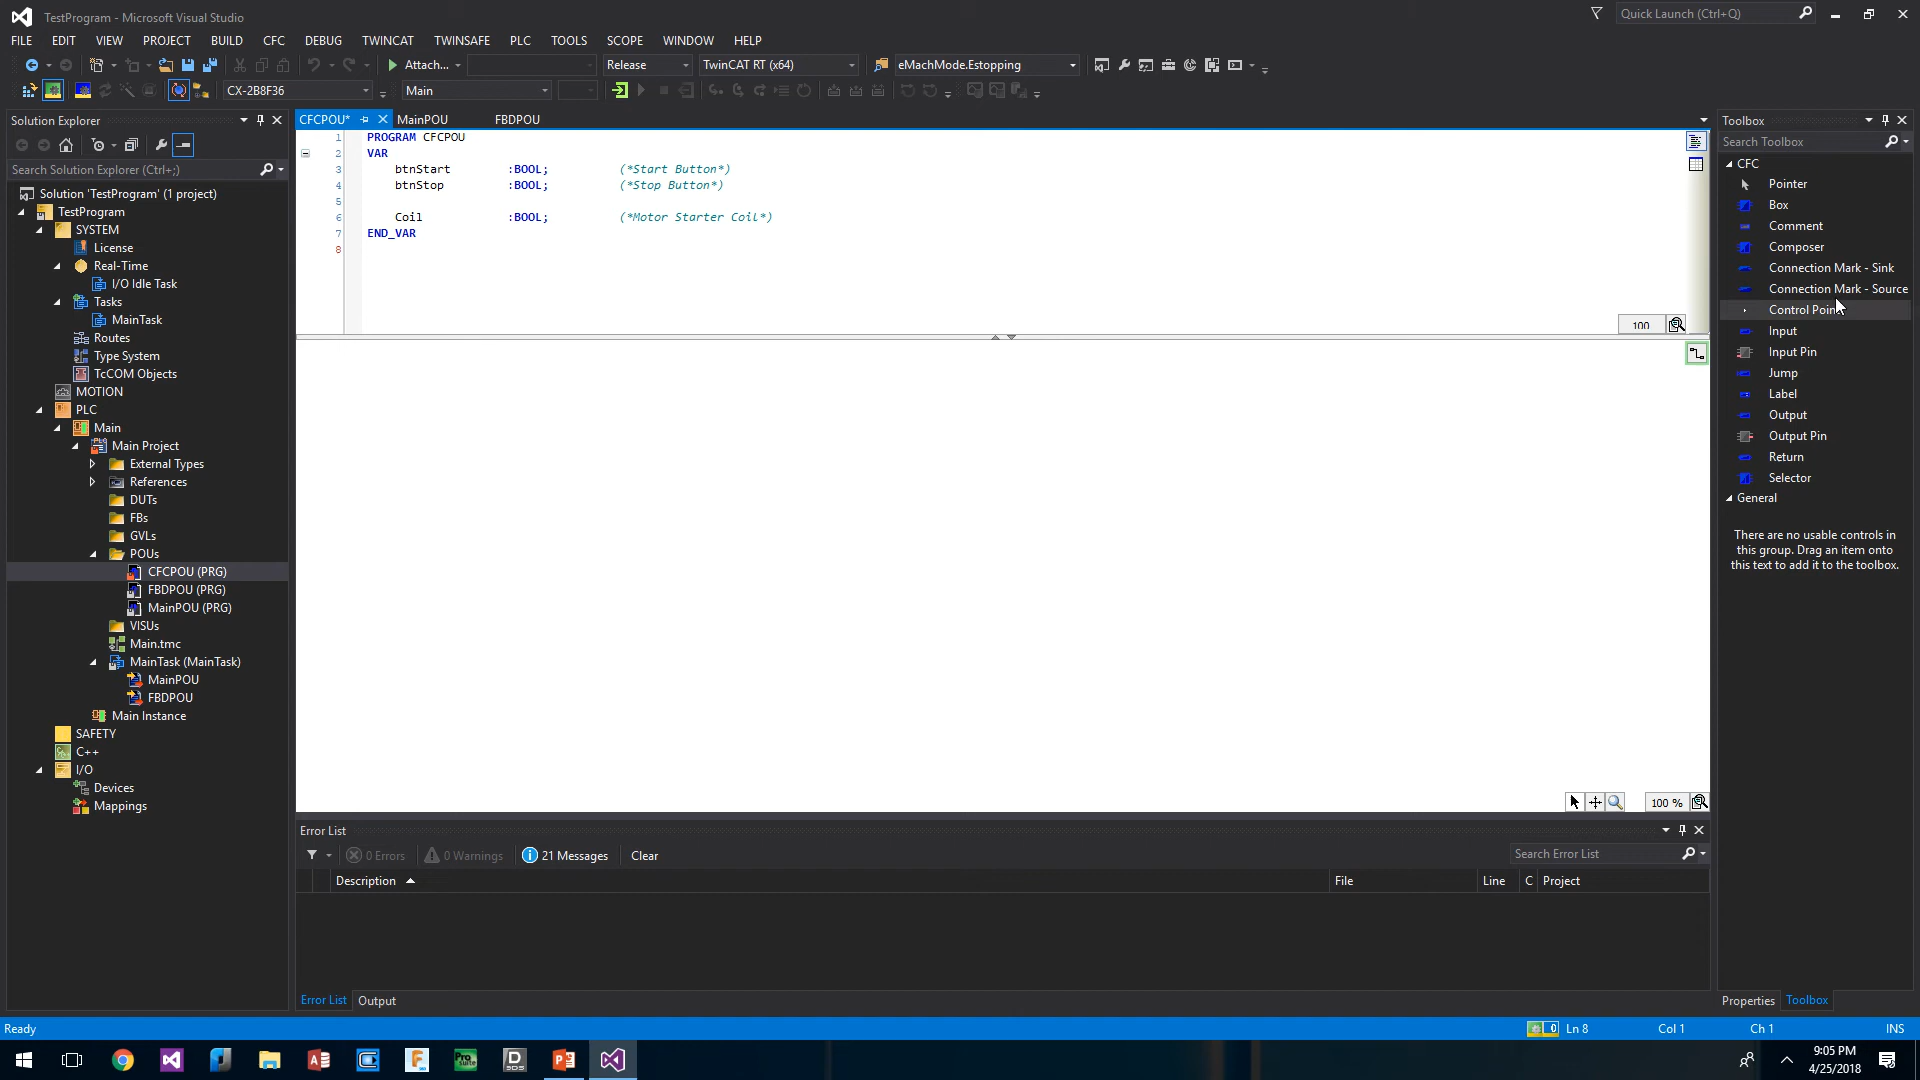 TestProgram - Microsoft Visual Studio
Quick Launch (Ctrl+Q)
FILE EDIT VIEW PROJECT BUILD CFC DEBUG TWINCAT TWINSAFE PLC TOOLS SCOPE WINDOW HELP
Attach... Release TwinCAT RT (x64) eMachMode.Estopping
CX-2B8F36 Main
Solution Explorer
Search Solution Explorer (Ctrl+;)
Solution 'TestProgram' (1 project)
TestProgram
SYSTEM
License
Real-Time
I/O Idle Task
Tasks
MainTask
Routes
Type System
TcCOM Objects
MOTION
PLC
Main
Main Project
External Types
References
DUTs
FBs
GVLs
POUs
CFCPOU (PRG)
FBDPOU (PRG)
MainPOU (PRG)
VISUs
Main.tmc
MainTask (MainTask)
MainPOU
FBDPOU
Main Instance
SAFETY
C++
I/O
Devices
Mappings
CFCPOU* MainPOU FBDPOU
1 PROGRAM CFCPOU
2 VAR
3 btnStart :BOOL; (*Start Button*)
4 btnStop :BOOL; (*Stop Button*)
5
6 Coil :BOOL; (*Motor Starter Coil*)
7 END_VAR
8
100
100 %
Toolbox
Search Toolbox
CFC
Pointer
Box
Comment
Composer
Connection Mark - Sink
Connection Mark - Source
Control Point
Input
Input Pin
Jump
Label
Output
Output Pin
Return
Selector
General
There are no usable controls in
this group. Drag an item onto
this text to add it to the toolbox.
Properties Toolbox
Error List
0 Errors 0 Warnings 21 Messages Clear
Search Error List
Description File Line C Project
Error List Output
Ready 0 Ln 8 Col 1 Ch 1 INS
9:05 PM
4/25/2018